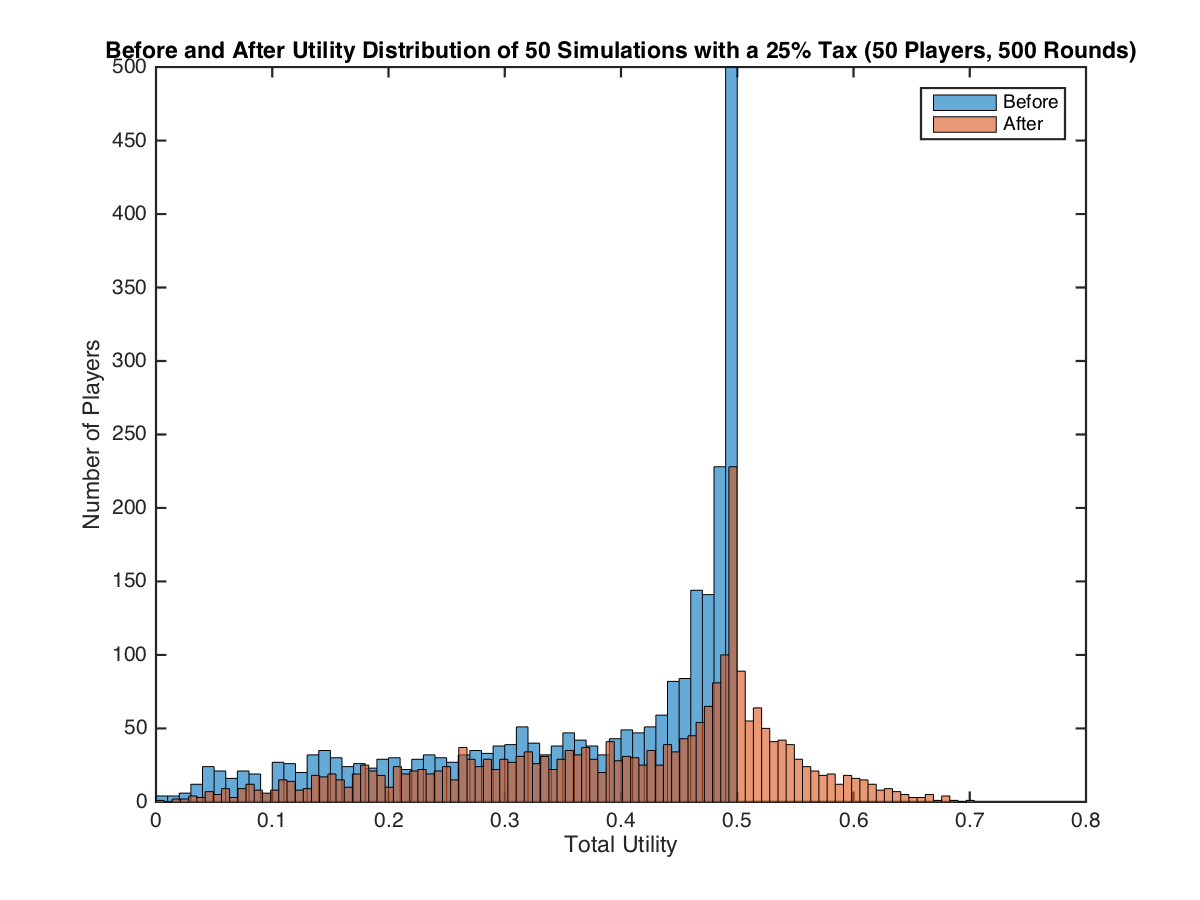 Before and After Utility Distribution of 50 Simulations with a 25% Tax (50 Players, 500 Rounds)
500
450
400
350
300
250
200
150
100
50
0
Number of Players
Before
After
0 0.1 0.2 0.3 0.4 0.5 0.6 0.7 0.8
Total Utility